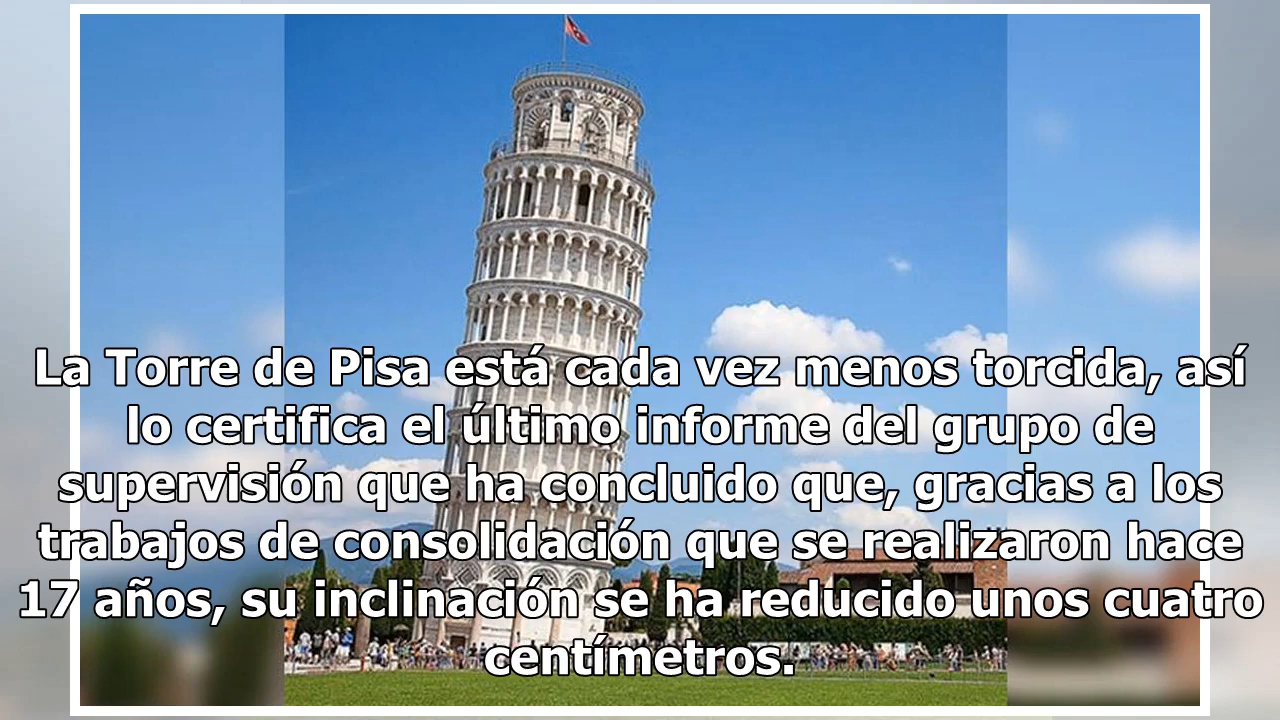 La Torre de Pisa está cada vez menos torcida, así
lo certifica el último informe del grupo de
supervisión que ha concluido que, gracias a los
trabajos de consolidación que se realizaron hace
17 años, su inclinación se ha reducido unos cuatro
centímetros.